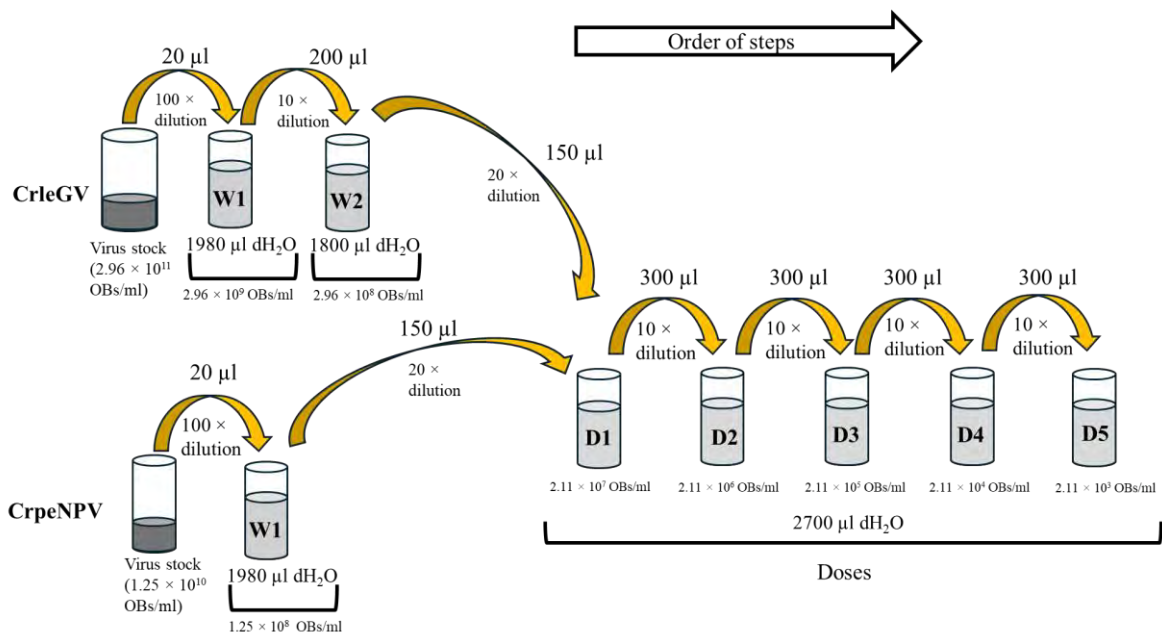 Order of steps
20 µl
200 µl
100 ×
dilution
10 ×
dilution
150 µl
20 ×
dilution
CrleGV
W1
W2
Virus stock
(2.96 × 10¹¹
OBs/ml)
1980 µl dH₂O
1800 µl dH₂O
2.96 × 10⁹ OBs/ml
2.96 × 10⁸ OBs/ml
300 µl
300 µl
300 µl
300 µl
10 ×
dilution
10 ×
dilution
10 ×
dilution
10 ×
dilution
150 µl
20 ×
dilution
20 µl
100 ×
dilution
D1
D2
D3
D4
D5
2.11 × 10⁷ OBs/ml
2.11 × 10⁶ OBs/ml
2.11 × 10⁵ OBs/ml
2.11 × 10⁴ OBs/ml
2.11 × 10³ OBs/ml
2700 µl dH₂O
Doses
CrpeNPV
W1
Virus stock
(1.25 × 10¹⁰
OBs/ml)
1980 µl dH₂O
1.25 × 10⁸ OBs/ml